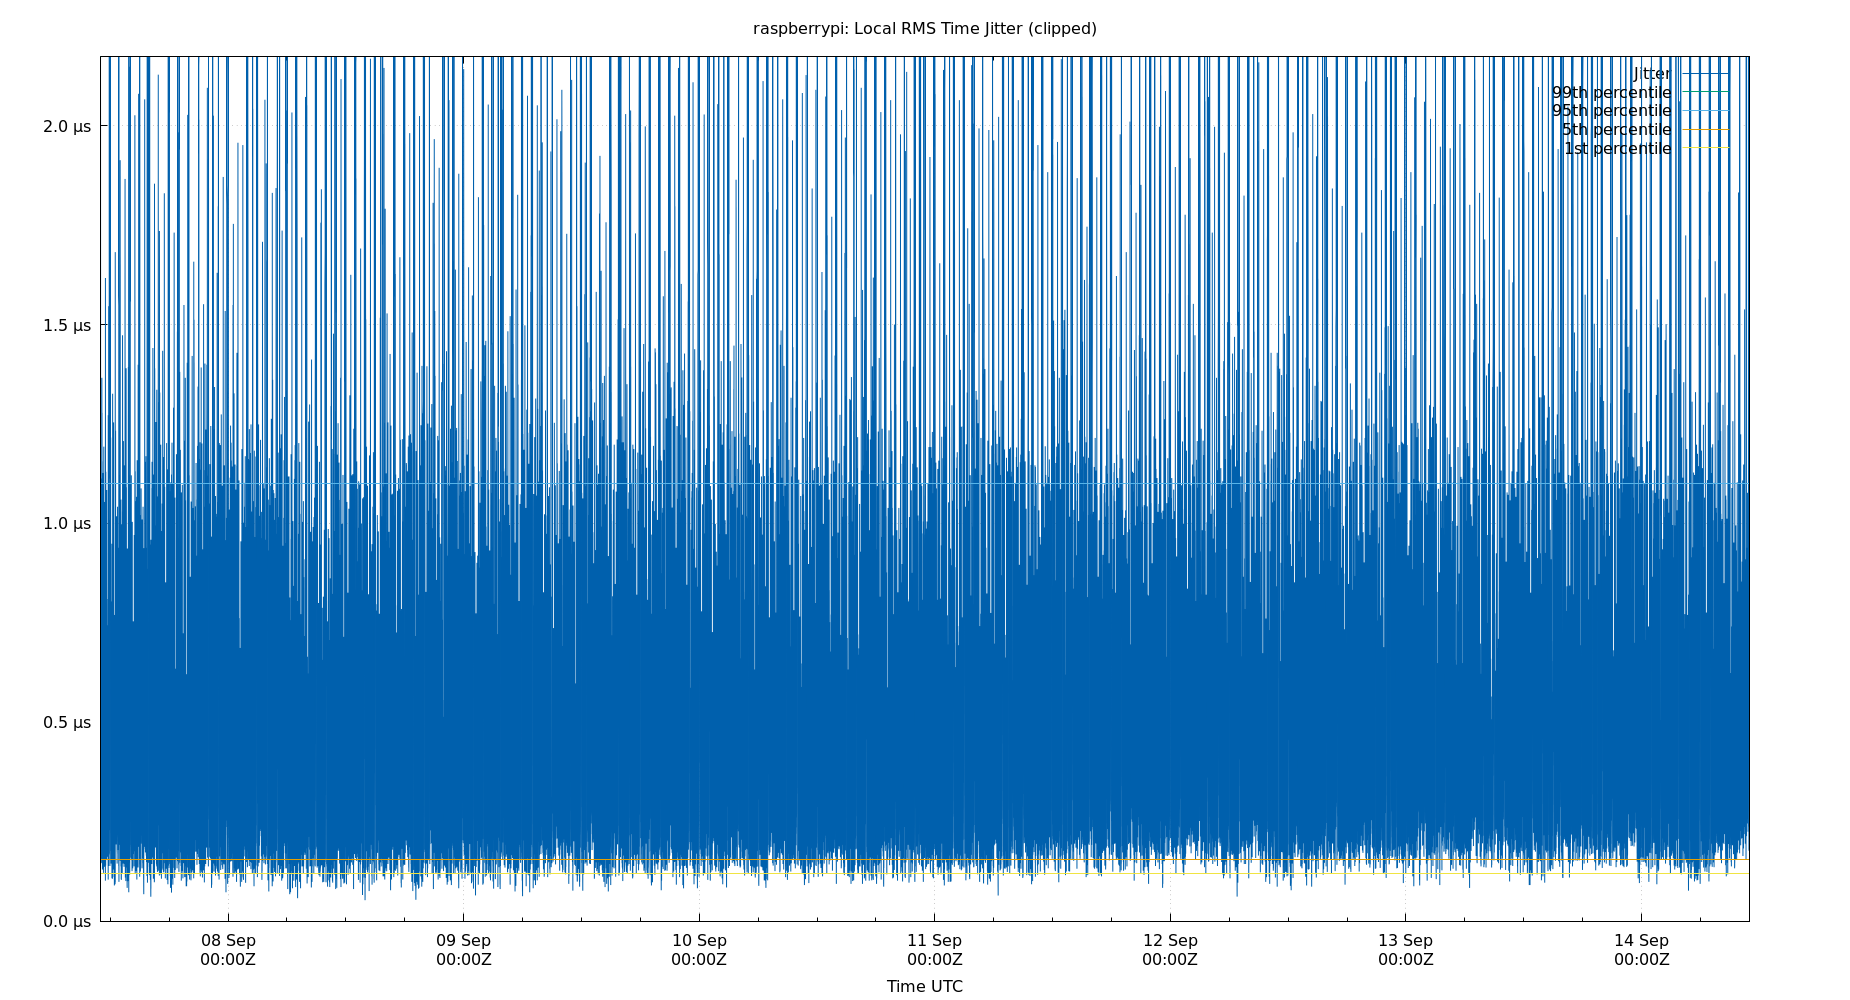 raspberrypi: Local RMS Time Jitter (clipped)
Jitter
99th percentile
95th percentile
5th percentile
1st percentile
2.0 µs
1.5 µs
1.0 µs
0.5 µs
0.0 µs
08 Sep 09 Sep 10 Sep 11 Sep 12 Sep 13 Sep 14 Sep
00:00Z 00:00Z 00:00Z 00:00Z 00:00Z 00:00Z 00:00Z
Time UTC